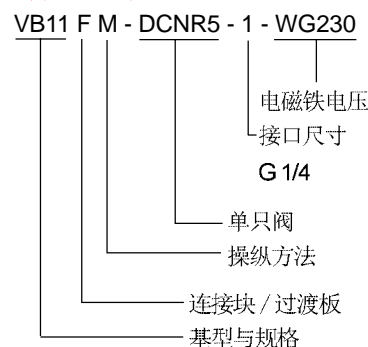 VB11 F M - DCNR5 - 1 - WG230
电磁铁电压
接口尺寸
G 1/4
单只阀
操纵方法
连接块 / 过渡板
基型与规格